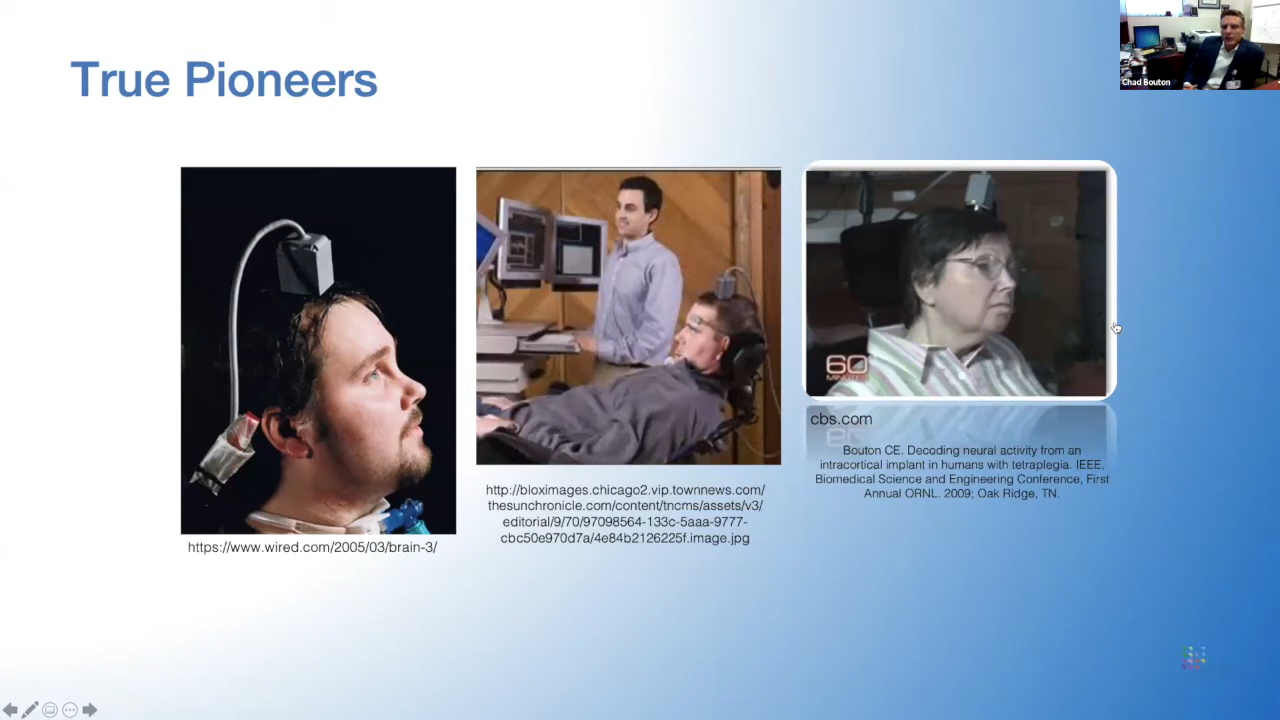 True Pioneers
Chad Bouton
60
MINUTES
https://www.wired.com/2005/03/brain-3/
http://bloximages.chicago2.vip.townnews.com/
thesunchronicle.com/content/tncms/assets/v3/
editorial/9/70/97098564-133c-5aaa-9777-
cbc50e970d7a/4e84b2126225f.image.jpg
cbs.com
Bouton CE. Decoding neural activity from an
intracortical implant in humans with tetraplegia. IEEE,
Biomedical Science and Engineering Conference, First
Annual ORNL. 2009; Oak Ridge, TN.